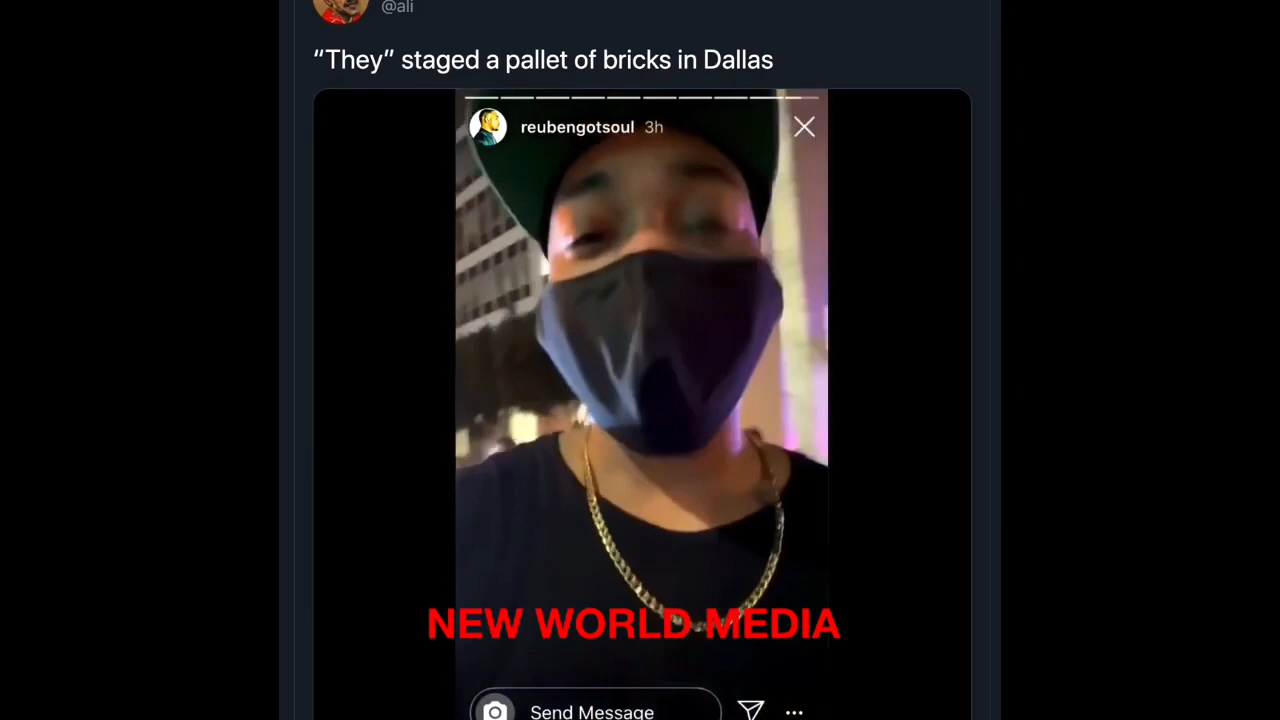 @ali
“They” staged a pallet of bricks in Dallas
reubengotsoul 3h
NEW WORLD MEDIA
Send Message